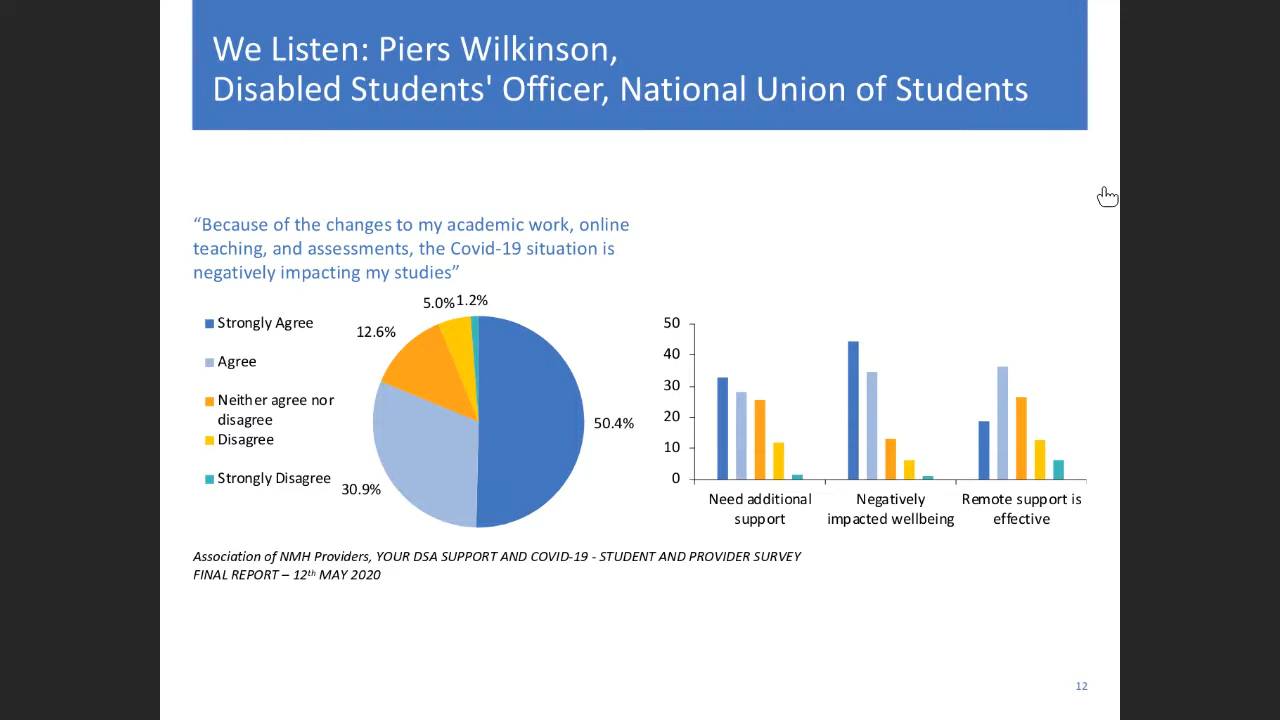 We Listen: Piers Wilkinson,
Disabled Students' Officer, National Union of Students
“Because of the changes to my academic work, online
teaching, and assessments, the Covid-19 situation is
negatively impacting my studies”
Strongly Agree
Agree
Neither agree nor
disagree
Disagree
Strongly Disagree
5.0%
1.2%
12.6%
50.4%
30.9%
50
40
30
20
10
0
Need additional
support
Negatively
impacted wellbeing
Remote support is
effective
Association of NMH Providers, YOUR DSA SUPPORT AND COVID-19 - STUDENT AND PROVIDER SURVEY
FINAL REPORT – 12th MAY 2020
12